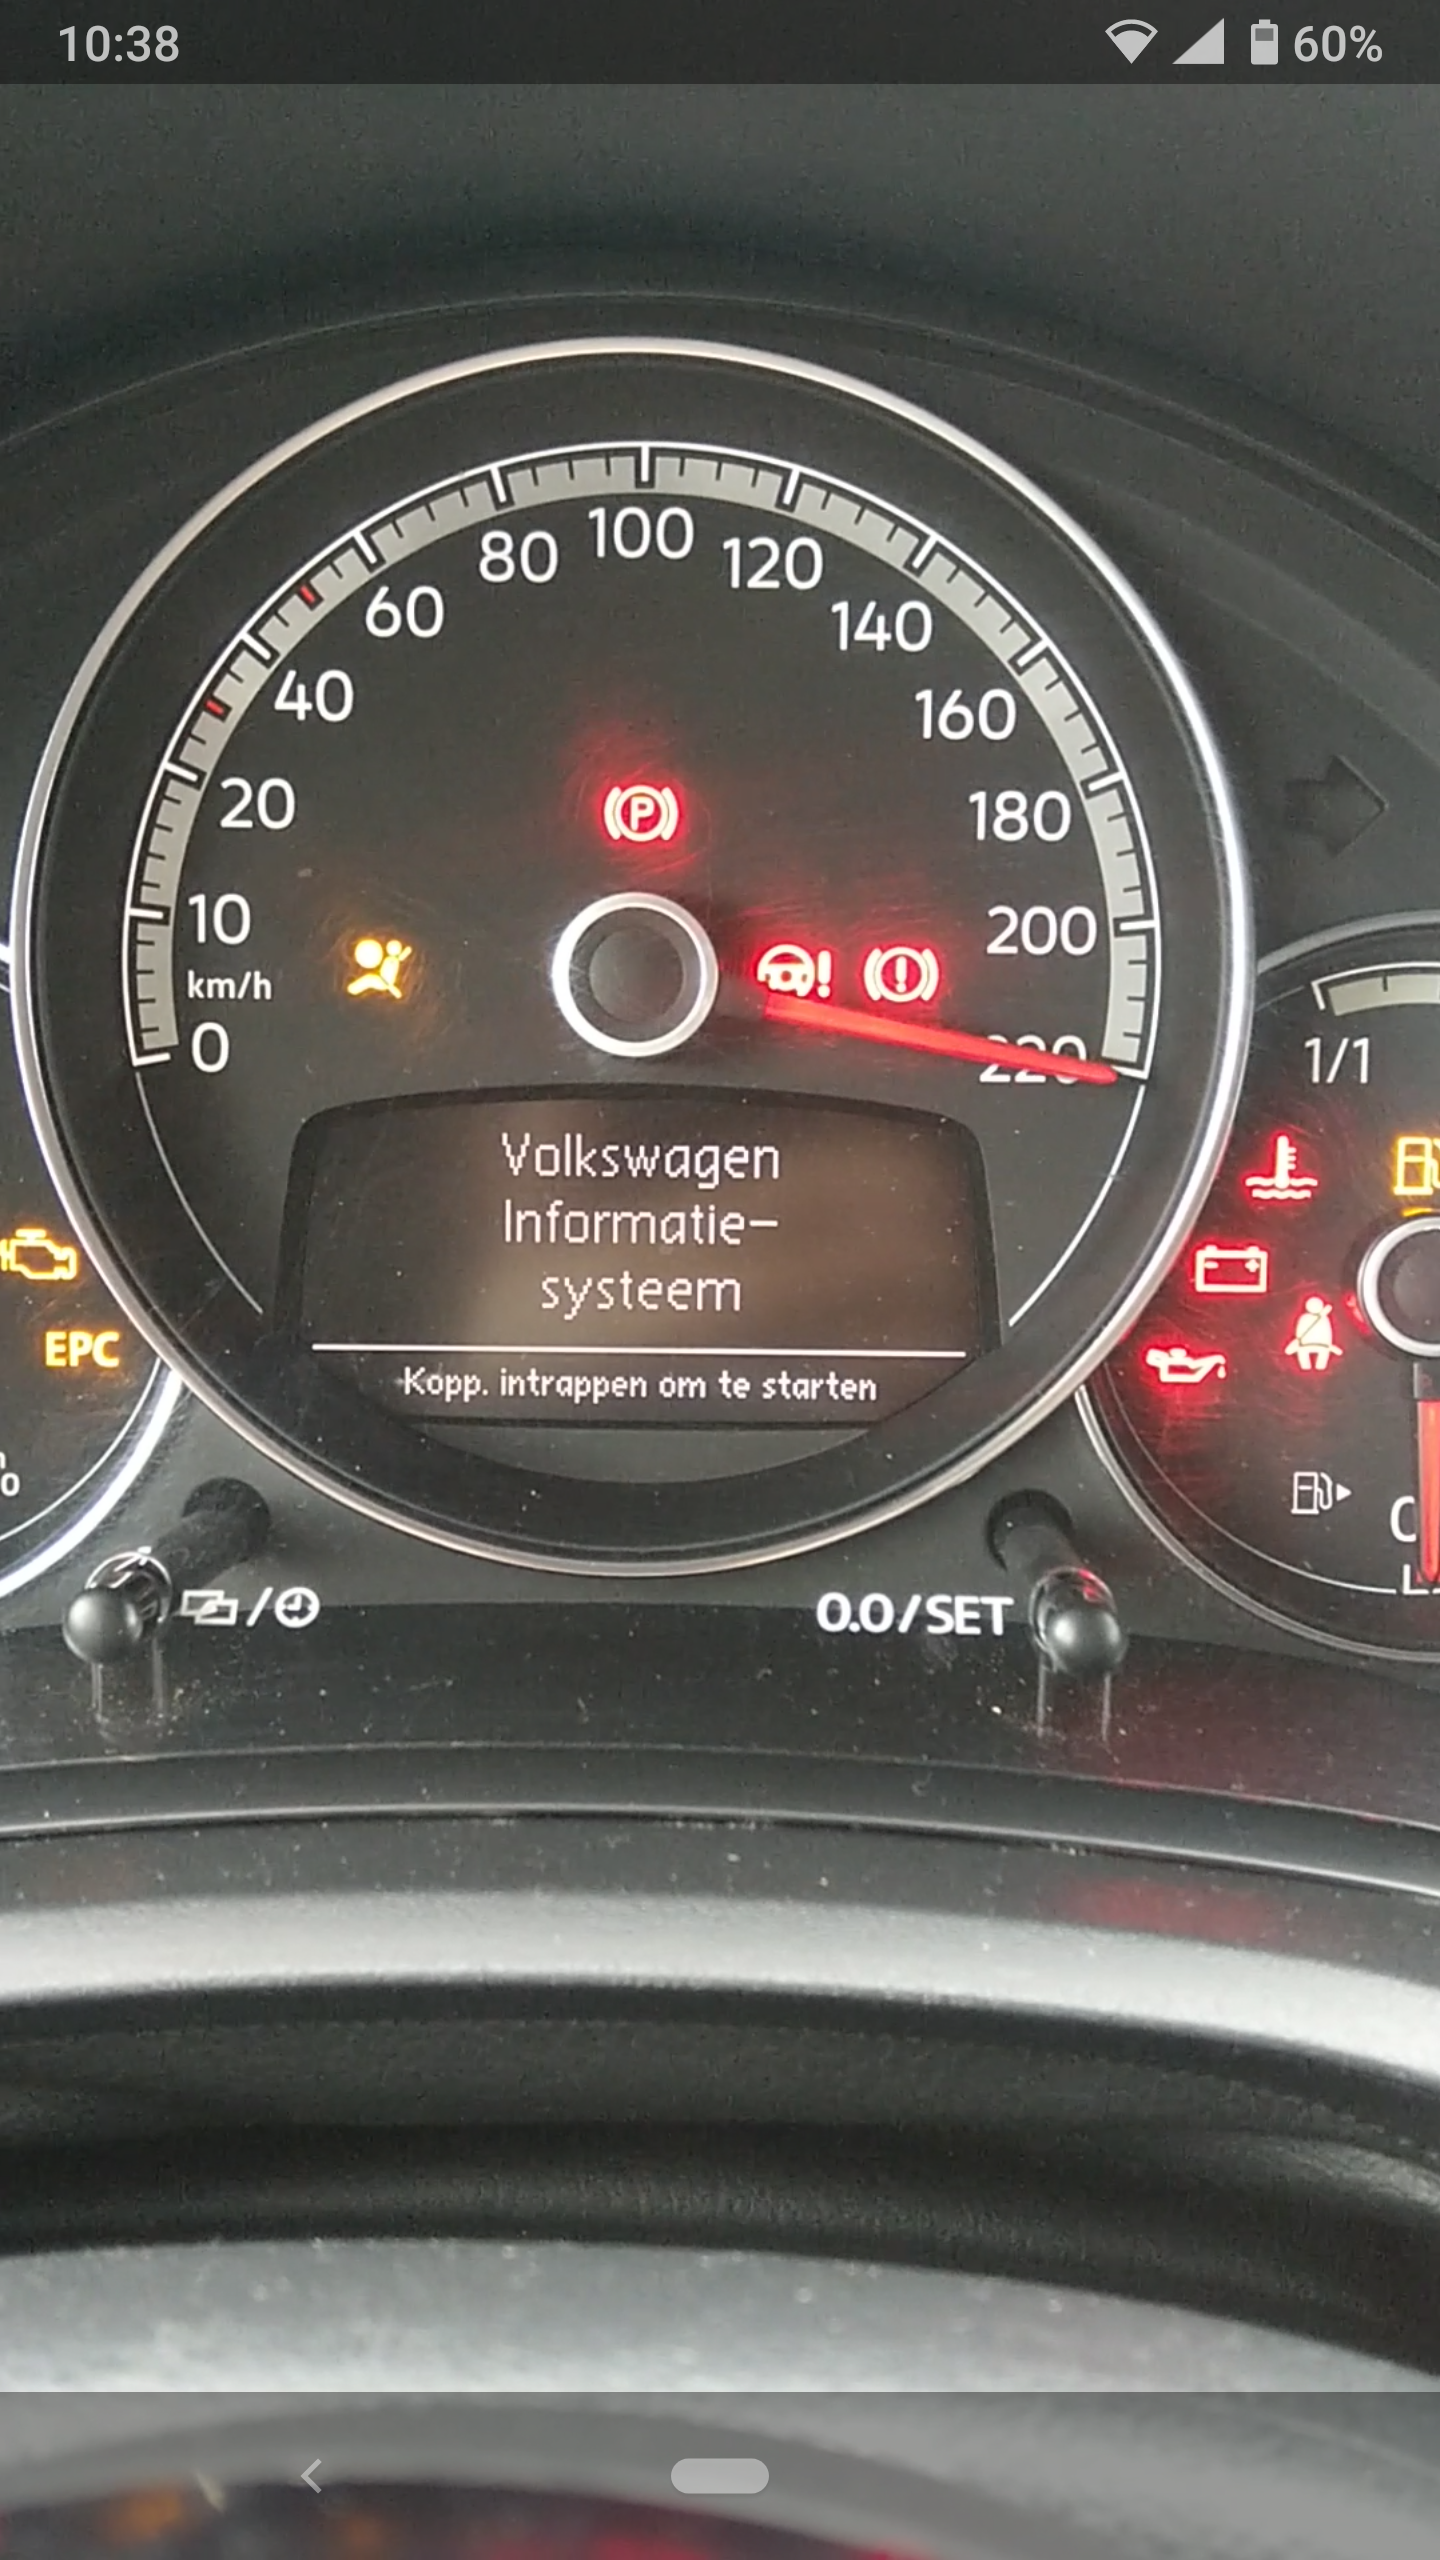 10:38
60%
100
80
120
60
140
40
160
20
180
10
200
km/h
0
220
P
1/1
Volkswagen
Informatie-
systeem
Kopp. intrappen om te starten
EPC
0.0/SET